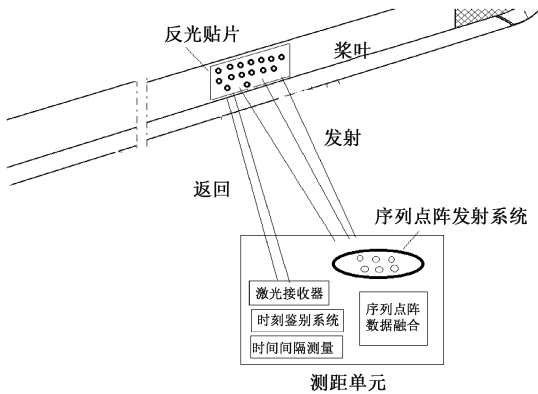 反光贴片
桨叶
发射
返回
序列点阵发射系统
激光接收器
时刻鉴别系统
时间间隔测量
序列点阵
数据融合
测距单元